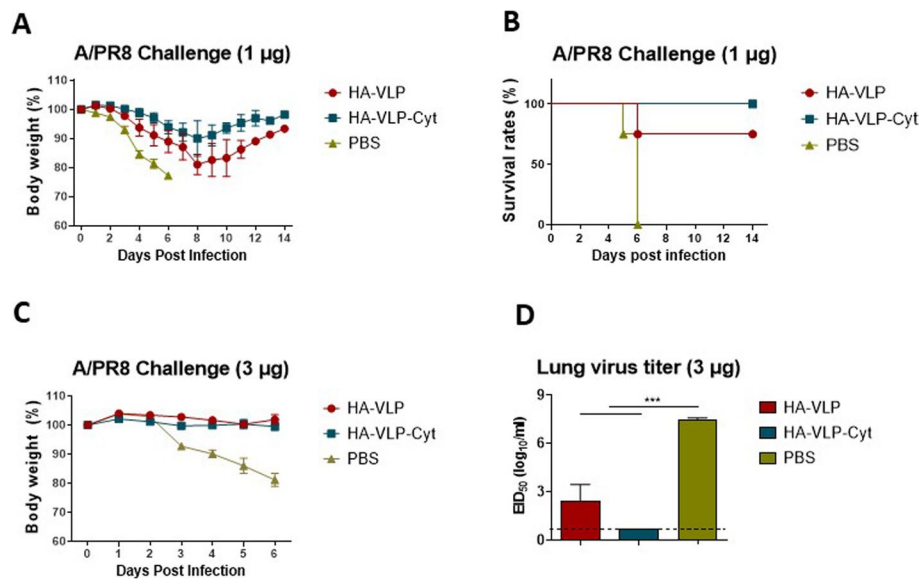 A
A/PR8 Challenge (1 µg)
Body weight (%)
110
100
90
80
70
60
0 2 4 6 8 10 12 14
Days Post Infection
HA-VLP
HA-VLP-Cyt
PBS
B
A/PR8 Challenge (1 µg)
Survival rates (%)
100
50
0
0 2 4 6 8 10 12 14
Days post infection
HA-VLP
HA-VLP-Cyt
PBS
C
A/PR8 Challenge (3 µg)
Body weight (%)
110
100
90
80
70
60
0 1 2 3 4 5 6
Days Post Infection
HA-VLP
HA-VLP-Cyt
PBS
D
Lung virus titer (3 µg)
EID₅₀ (log₁₀/ml)
9
6
3
0
***
HA-VLP
HA-VLP-Cyt
PBS